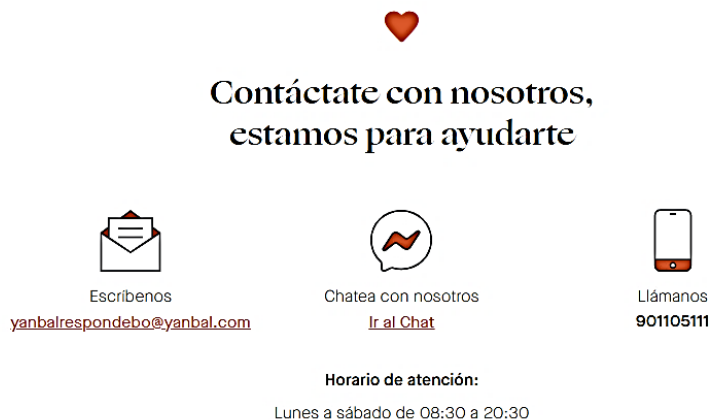 Contáctate con nosotros,
estamos para ayudarte
Escríbenos
yanbalrespondebo@yanbal.com
Chatea con nosotros
Ir al Chat
Llámanos
901105111
Horario de atención:
Lunes a sábado de 08:30 a 20:30